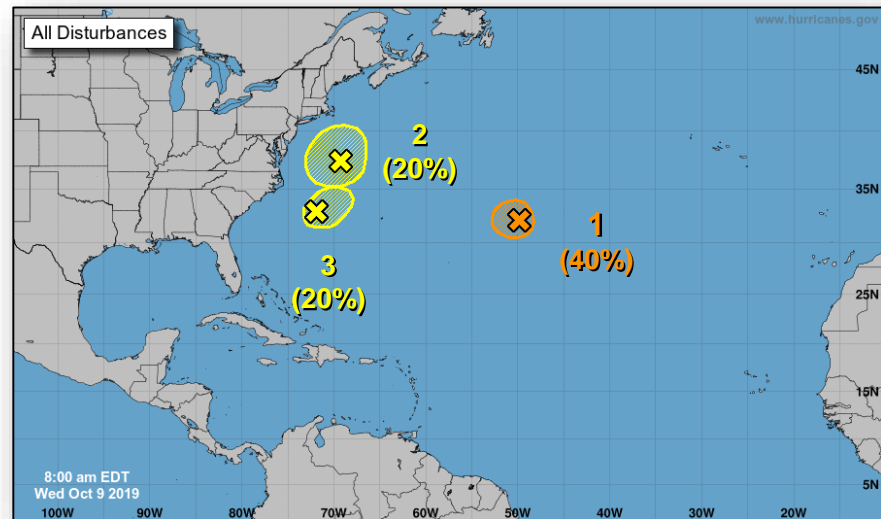 All Disturbances
www.hurricanes.gov
45N
2
(20%)
35N
1
(40%)
3
(20%)
25N
15N
8:00 am EDT
Wed Oct 9 2019
5N
100W 90W 80W 70W 60W 50W 40W 30W 20W